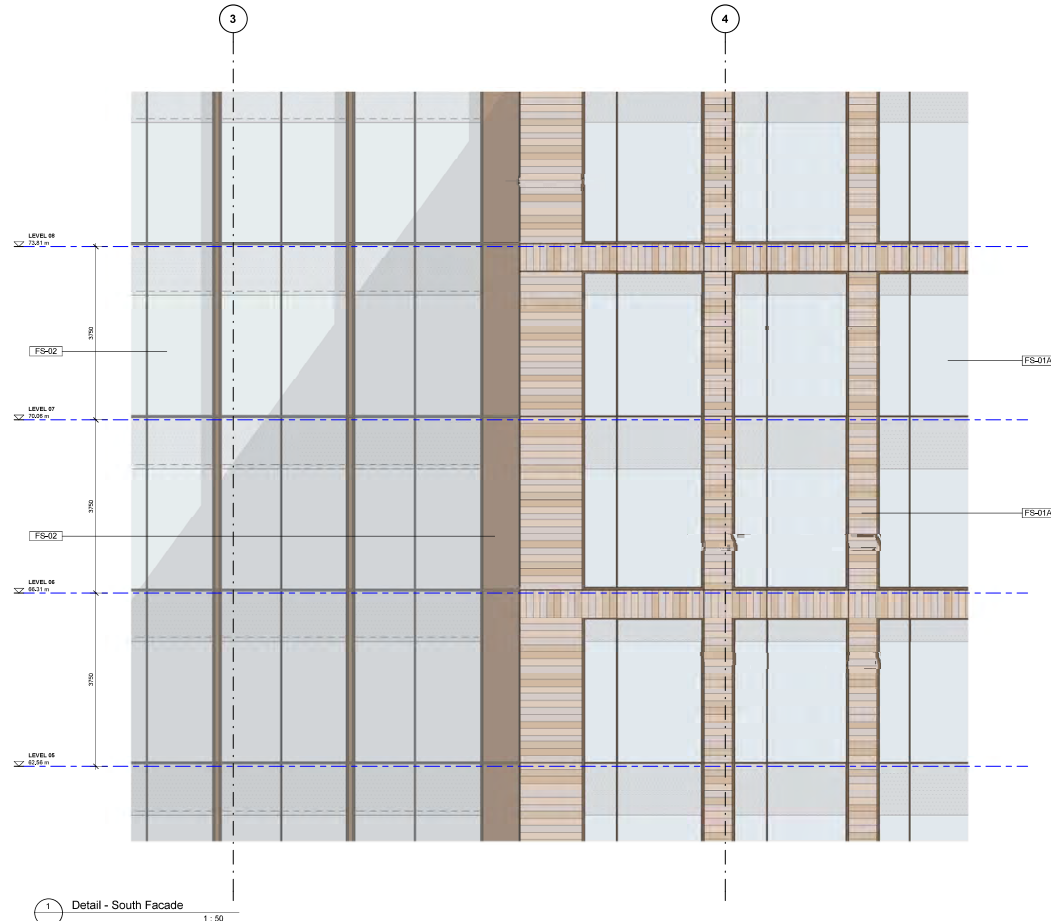 3
4
LEVEL 08
73.81 m
3750
FS-02
FS-01A
LEVEL 07
70.06 m
3750
FS-01A
FS-02
LEVEL 06
66.31 m
3750
LEVEL 05
62.56 m
1
Detail - South Facade
1 : 50